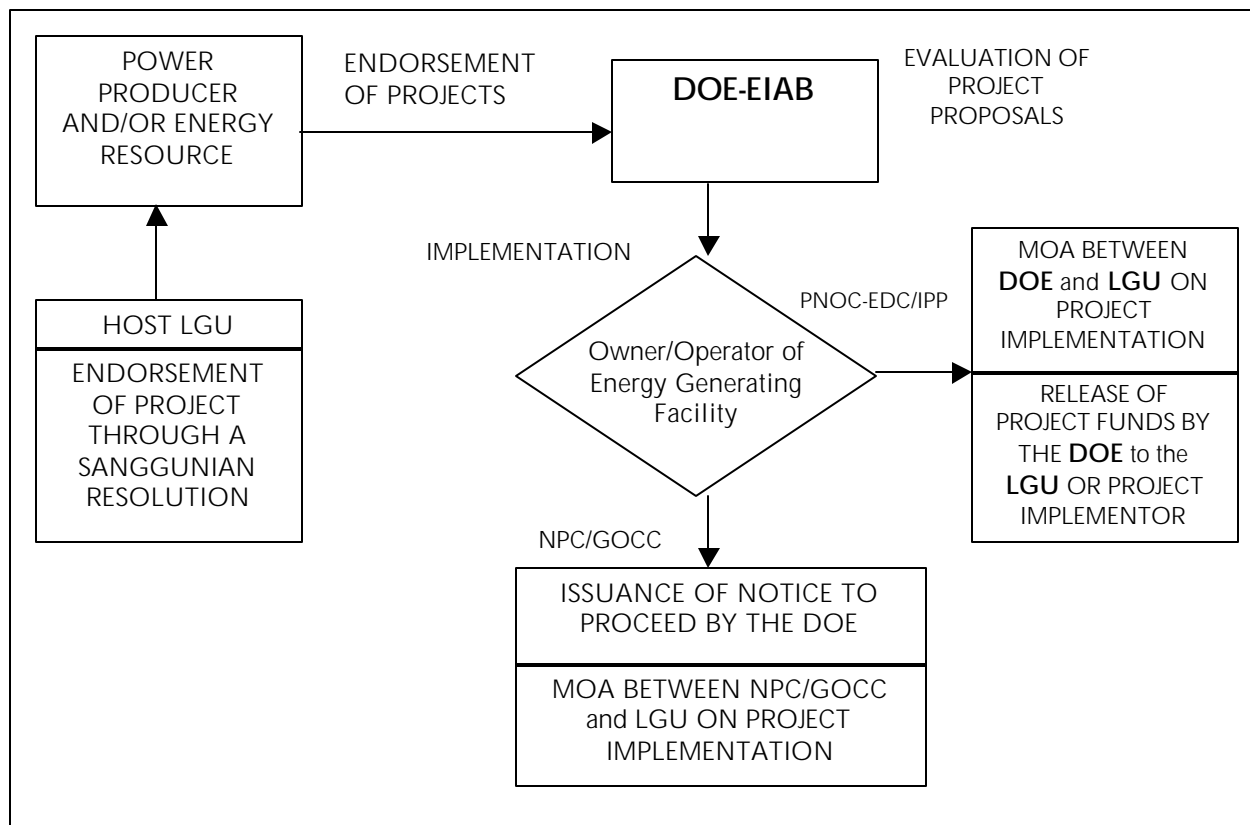 POWER
PRODUCER
AND/OR ENERGY
RESOURCE
ENDORSEMENT
OF PROJECTS
DOE-EIAB
EVALUATION OF
PROJECT
PROPOSALS
HOST LGU
ENDORSEMENT
OF PROJECT
THROUGH A
SANGGUNIAN
RESOLUTION
IMPLEMENTATION
Owner/Operator of
Energy Generating
Facility
PNOC-EDC/IPP
MOA BETWEEN
DOE and LGU ON
PROJECT
IMPLEMENTATION
RELEASE OF
PROJECT FUNDS BY
THE DOE to the
LGU OR PROJECT
IMPLEMENTOR
NPC/GOCC
ISSUANCE OF NOTICE TO
PROCEED BY THE DOE
MOA BETWEEN NPC/GOCC
and LGU ON PROJECT
IMPLEMENTATION